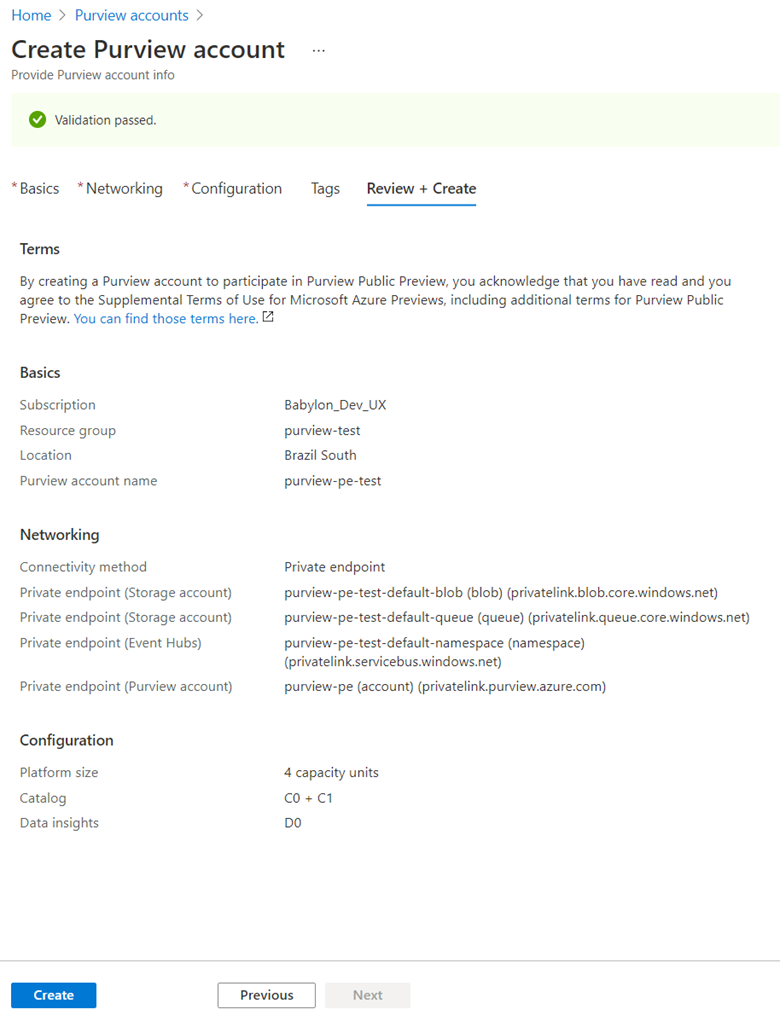 Home > Purview accounts >
Create Purview account ...
Provide Purview account info
Validation passed.
* Basics * Networking * Configuration Tags Review + Create
Terms
By creating a Purview account to participate in Purview Public Preview, you acknowledge that you have read and you
agree to the Supplemental Terms of Use for Microsoft Azure Previews, including additional terms for Purview Public
Preview. You can find those terms here.
Basics
Subscription Babylon_Dev_UX
Resource group purview-test
Location Brazil South
Purview account name purview-pe-test
Networking
Connectivity method Private endpoint
Private endpoint (Storage account) purview-pe-test-default-blob (blob) (privatelink.blob.core.windows.net)
Private endpoint (Storage account) purview-pe-test-default-queue (queue) (privatelink.queue.core.windows.net)
Private endpoint (Event Hubs) purview-pe-test-default-namespace (namespace)
(privatelink.servicebus.windows.net)
Private endpoint (Purview account) purview-pe (account) (privatelink.purview.azure.com)
Configuration
Platform size 4 capacity units
Catalog C0 + C1
Data insights D0
Create Previous Next